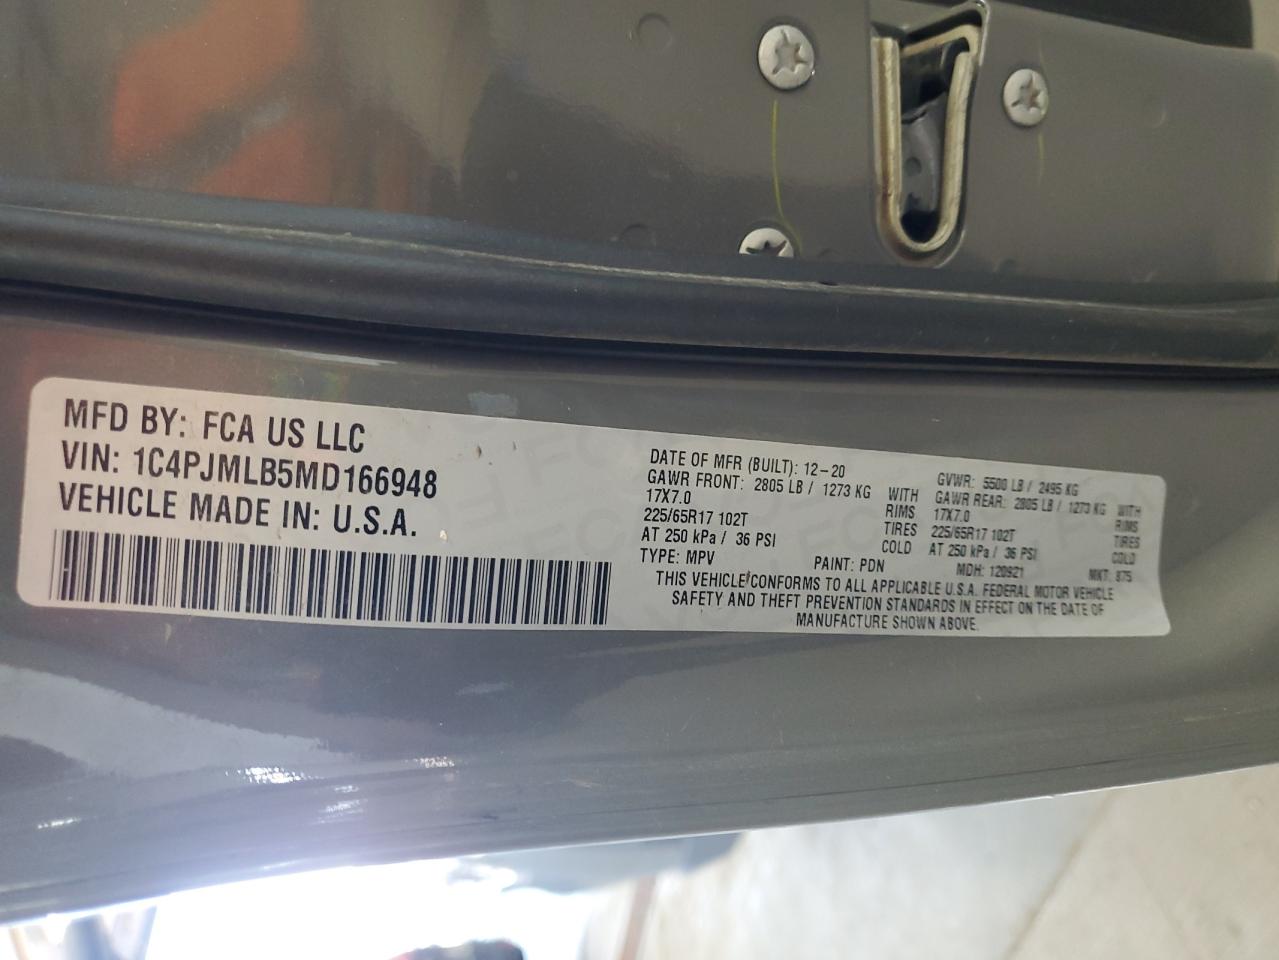 MFD BY: FCA US LLC
VIN: 1C4PJMLB5MD166948
VEHICLE MADE IN: U.S.A.
DATE OF MFR (BUILT): 12-20 GVWR: 5500 LB / 2495 KG
GAWR FRONT: 2805 LB / 1273 KG WITH GAWR REAR: 2805 LB / 1273 KG WITH
17X7.0 RIMS 17X7.0 RIMS
225/65R17 102T TIRES 225/65R17 102T TIRES
AT 250 kPa / 36 PSI COLD AT 250 kPa / 36 PSI COLD
TYPE: MPV PAINT: PDN MDH: 120921 MKT: 875
THIS VEHICLE CONFORMS TO ALL APPLICABLE U.S.A. FEDERAL MOTOR VEHICLE
SAFETY AND THEFT PREVENTION STANDARDS IN EFFECT ON THE DATE OF
MANUFACTURE SHOWN ABOVE.